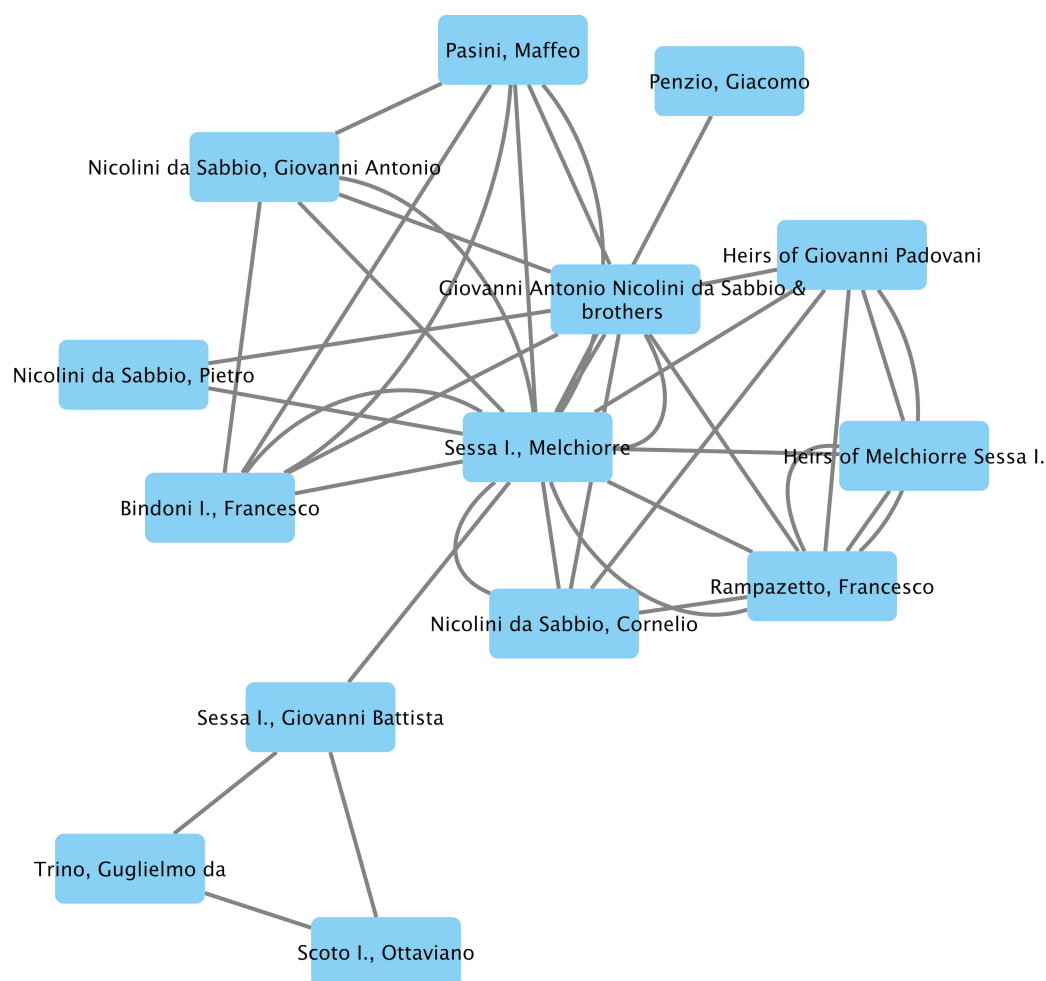 Pasini, Maffeo
Penzio, Giacomo
Nicolini da Sabbio, Giovanni Antonio
Heirs of Giovanni Padovani
Giovanni Antonio Nicolini da Sabbio &
brothers
Nicolini da Sabbio, Pietro
Sessa I., Melchiorre
Heirs of Melchiorre Sessa I.
Bindoni I., Francesco
Rampazetto, Francesco
Nicolini da Sabbio, Cornelio
Sessa I., Giovanni Battista
Trino, Guglielmo da
Scoto I., Ottaviano